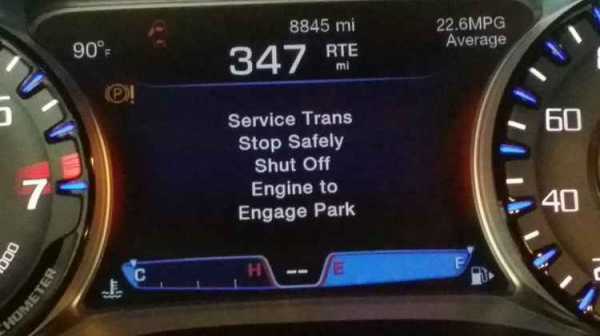 8845 mi
22.6MPG
Average
90°F
347 RTE
mi
P !
Service Trans
Stop Safely
Shut Off
Engine to
Engage Park
7
60
40
C H -- E F
1000